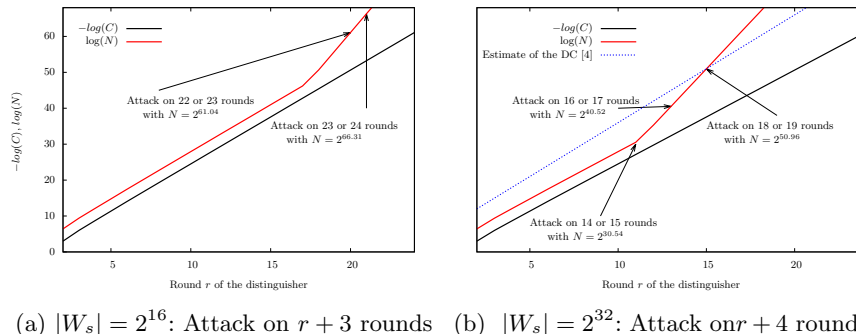 −log(C)
log(N)
Attack on 22 or 23 rounds
with N = 2^61.04
Attack on 23 or 24 rounds
with N = 2^66.31
60
50
40
30
20
10
0
5
10
15
20
−log(C), log(N)
Round r of the distinguisher
(a) |W_s| = 2^16: Attack on r + 3 rounds
−log(C)
log(N)
Estimate of the DC [4]
Attack on 16 or 17 rounds
with N = 2^40.52
Attack on 18 or 19 rounds
with N = 2^50.96
Attack on 14 or 15 rounds
with N = 2^30.54
5
10
15
20
Round r of the distinguisher
(b) |W_s| = 2^32: Attack onr + 4 round